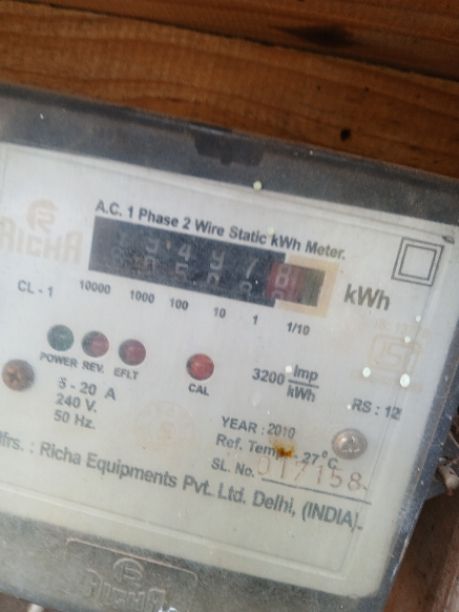 A.C. 1 Phase 2 Wire Static kWh Meter.
RICHA
kWh
CL - 1
10000 1000 100 10 1 1/10
POWER REV. EFLT
CAL
3200 Imp/kWh
5 - 20 A
240 V.
50 Hz.
RS : 12
YEAR : 2010
Ref. Temp. - 27°C
SL. No. 017158
Mfrs. : Richa Equipments Pvt. Ltd. Delhi, (INDIA).
RICHA